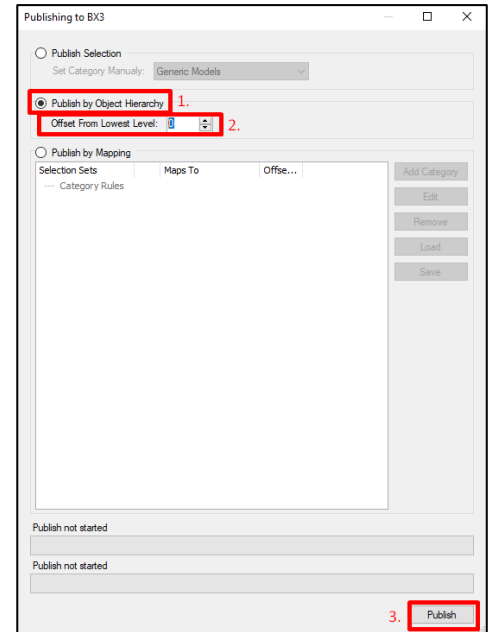 Publishing to BX3
Publish Selection
Set Category Manualy: Generic Models
Publish by Object Hierarchy 1.
Offset From Lowest Level: 0 2.
Publish by Mapping
Selection Sets Maps To Offse...
Category Rules
Add Category
Edit
Remove
Load
Save
Publish not started
Publish not started
3. Publish